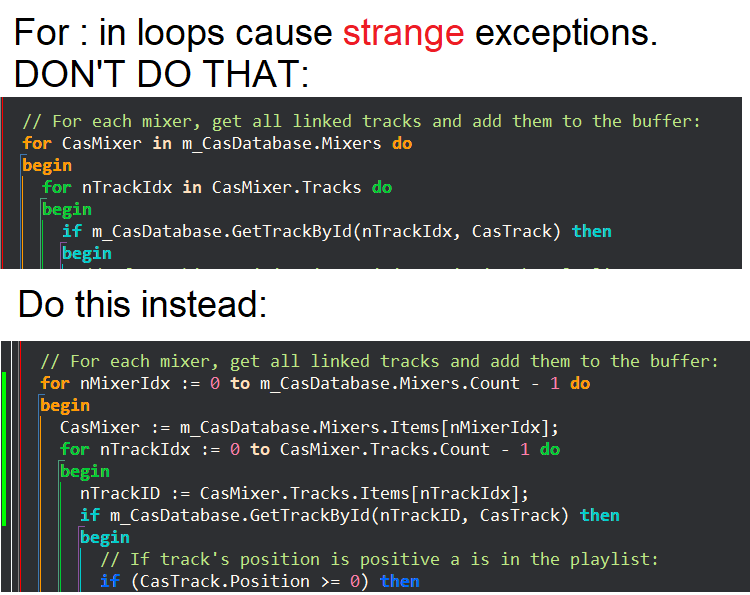 For : in loops cause strange exceptions.
DON'T DO THAT:
// For each mixer, get all linked tracks and add them to the buffer:
for CasMixer in m_CasDatabase.Mixers do
begin
for nTrackIdx in CasMixer.Tracks do
begin
if m_CasDatabase.GetTrackById(nTrackIdx, CasTrack) then
begin
Do this instead:
// For each mixer, get all linked tracks and add them to the buffer:
for nMixerIdx := 0 to m_CasDatabase.Mixers.Count - 1 do
begin
CasMixer := m_CasDatabase.Mixers.Items[nMixerIdx];
for nTrackIdx := 0 to CasMixer.Tracks.Count - 1 do
begin
nTrackID := CasMixer.Tracks.Items[nTrackIdx];
if m_CasDatabase.GetTrackById(nTrackID, CasTrack) then
begin
// If track's position is positive a is in the playlist:
if (CasTrack.Position >= 0) then